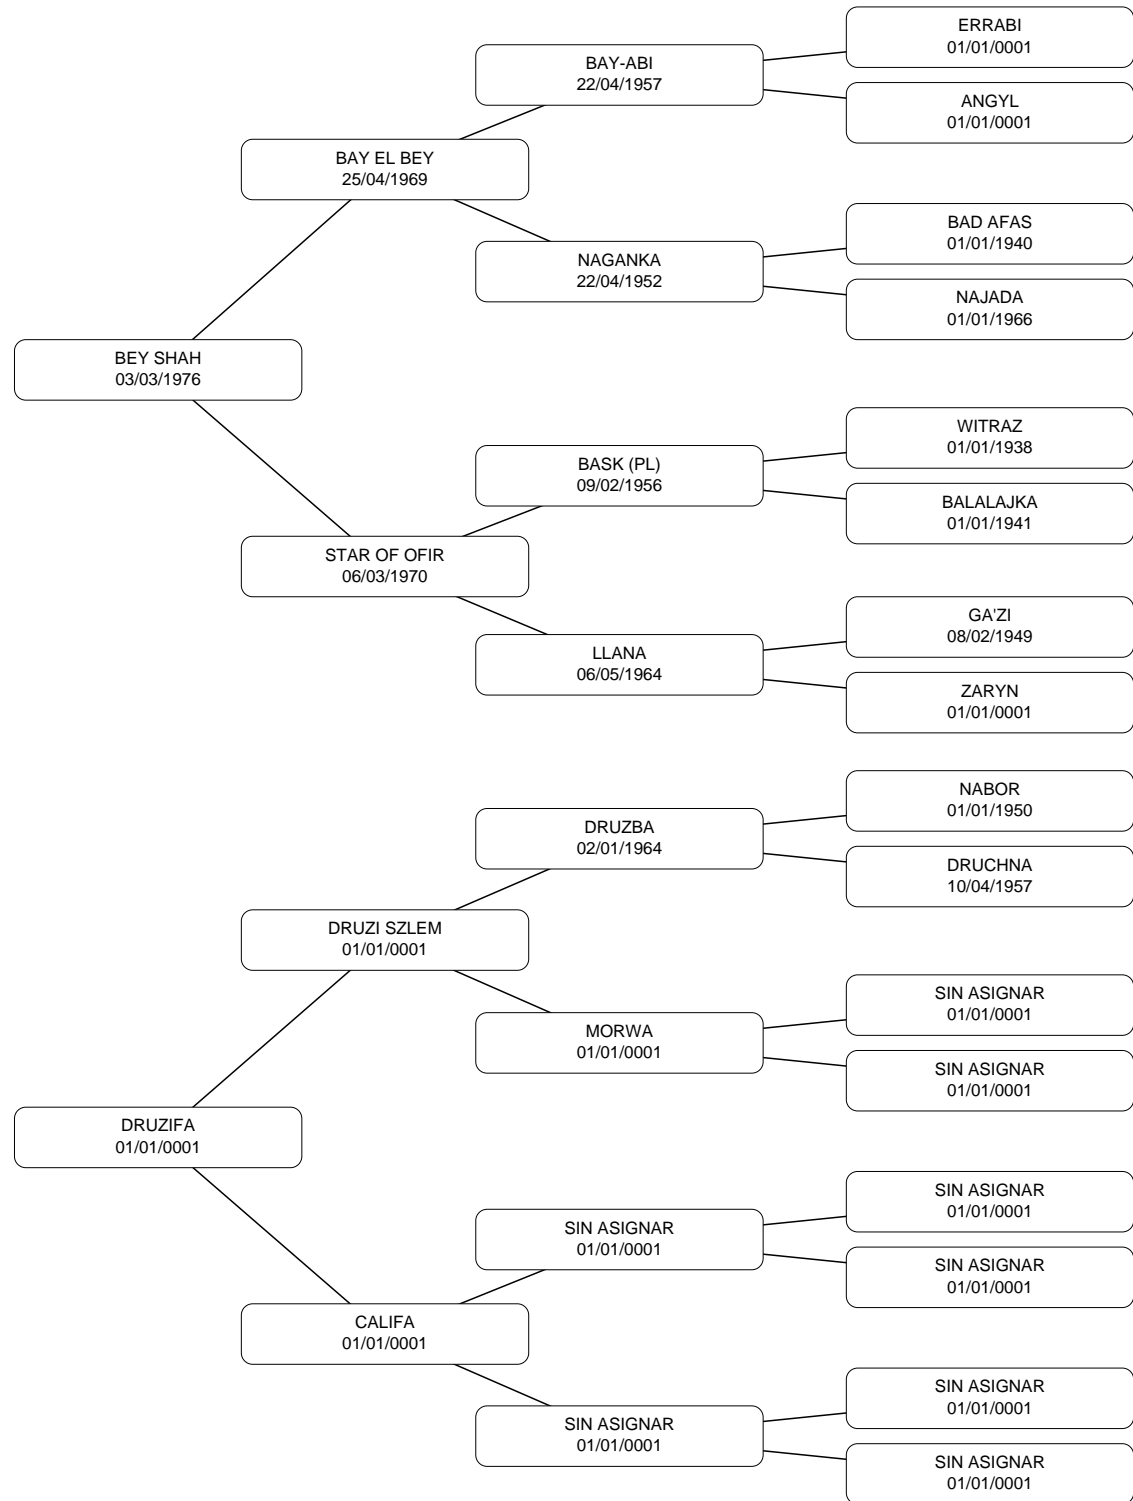 ERRABI
01/01/0001
BAY-ABI
22/04/1957
ANGYL
01/01/0001
BAY EL BEY
25/04/1969
BAD AFAS
01/01/1940
NAGANKA
22/04/1952
NAJADA
01/01/1966
BEY SHAH
03/03/1976
WITRAZ
01/01/1938
BASK (PL)
09/02/1956
BALALAJKA
01/01/1941
STAR OF OFIR
06/03/1970
GA'ZI
08/02/1949
LLANA
06/05/1964
ZARYN
01/01/0001
NABOR
01/01/1950
DRUZBA
02/01/1964
DRUCHNA
10/04/1957
DRUZI SZLEM
01/01/0001
SIN ASIGNAR
01/01/0001
MORWA
01/01/0001
SIN ASIGNAR
01/01/0001
DRUZIFA
01/01/0001
SIN ASIGNAR
01/01/0001
SIN ASIGNAR
01/01/0001
SIN ASIGNAR
01/01/0001
CALIFA
01/01/0001
SIN ASIGNAR
01/01/0001
SIN ASIGNAR
01/01/0001
SIN ASIGNAR
01/01/0001